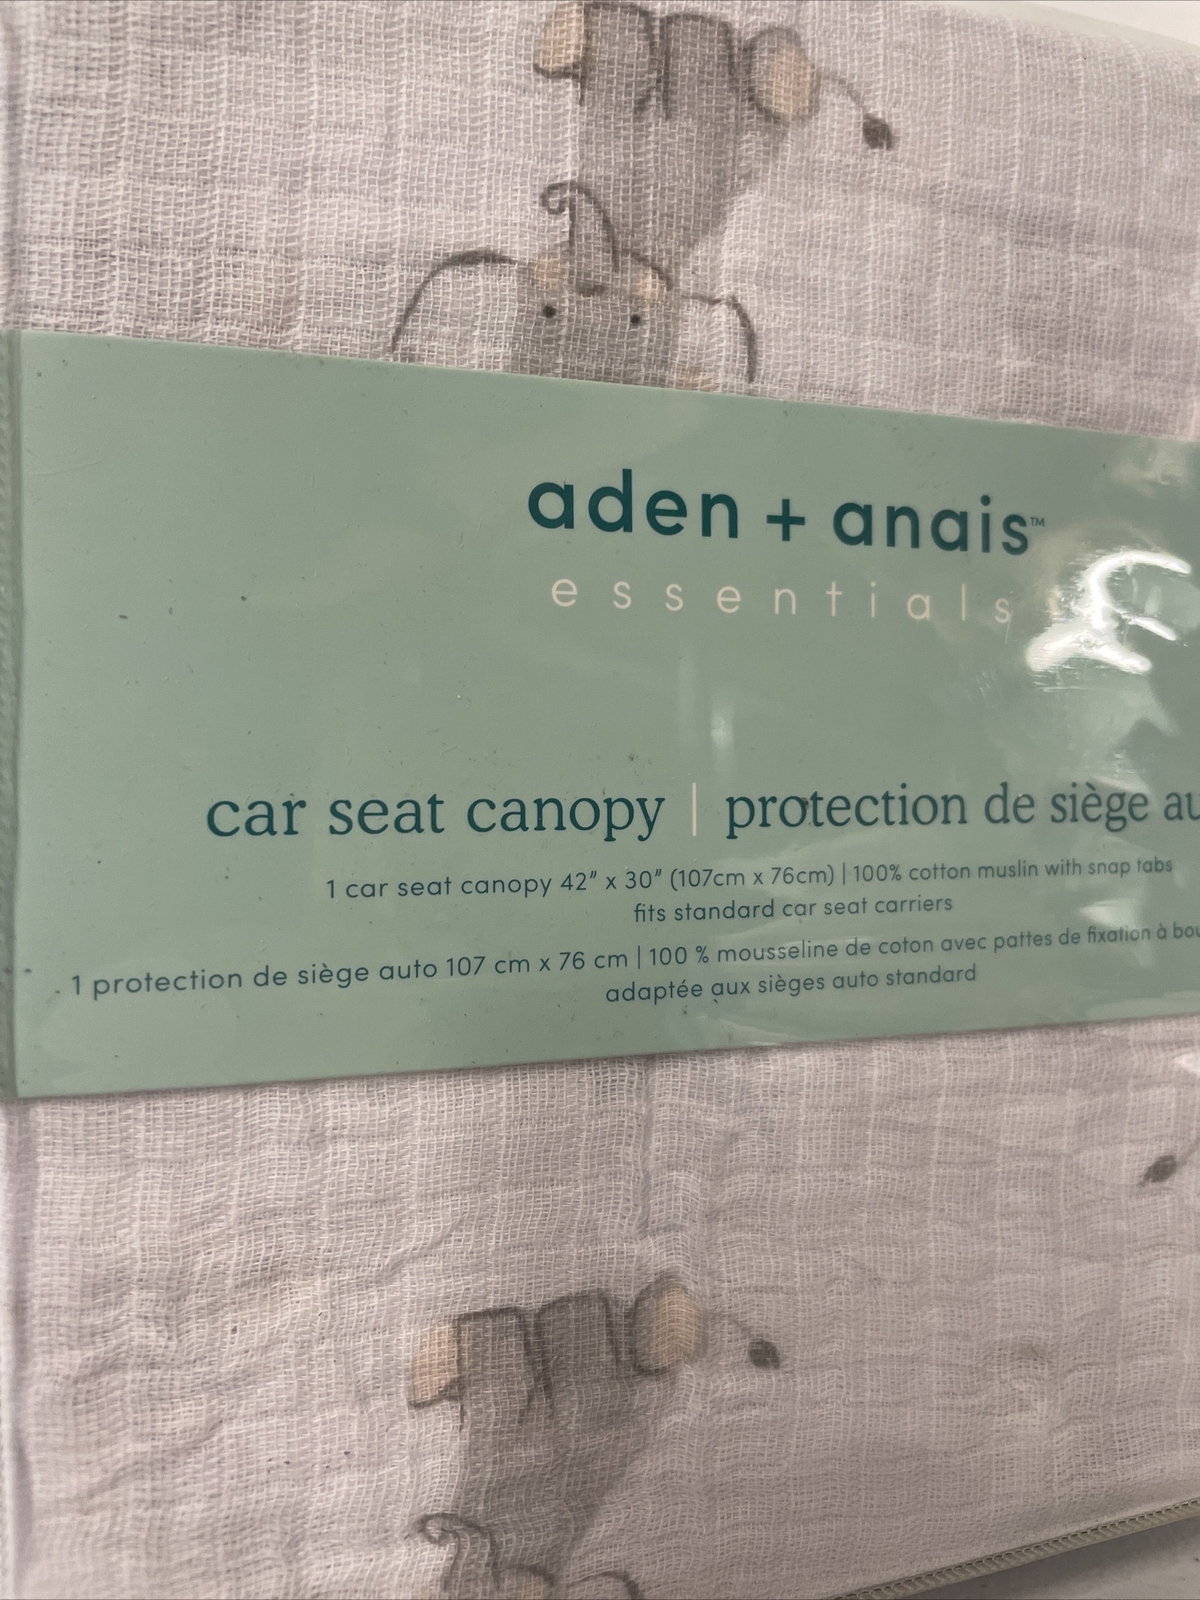 aden + anais™
essentials
car seat canopy | protection de siège
1 car seat canopy 42" x 30" (107cm x 76cm) | 100% cotton muslin with snap tabs
fits standard car seat carriers
1 protection de siège auto 107 cm x 76 cm | 100 % mousseline de coton avec pattes de fixation à
adaptée aux sièges auto standard